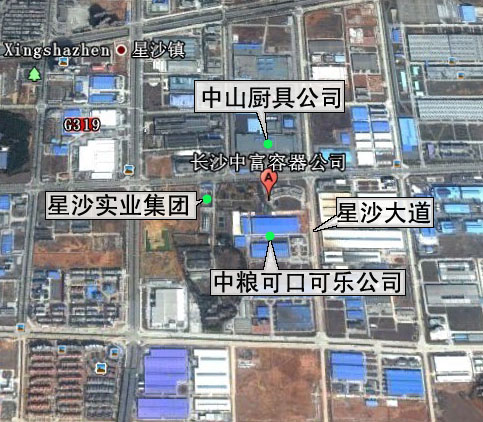 Xingshazhen 星沙镇
中山厨具公司
G319
长沙中富容器公司
A
星沙实业集团
星沙大道
中粮可口可乐公司